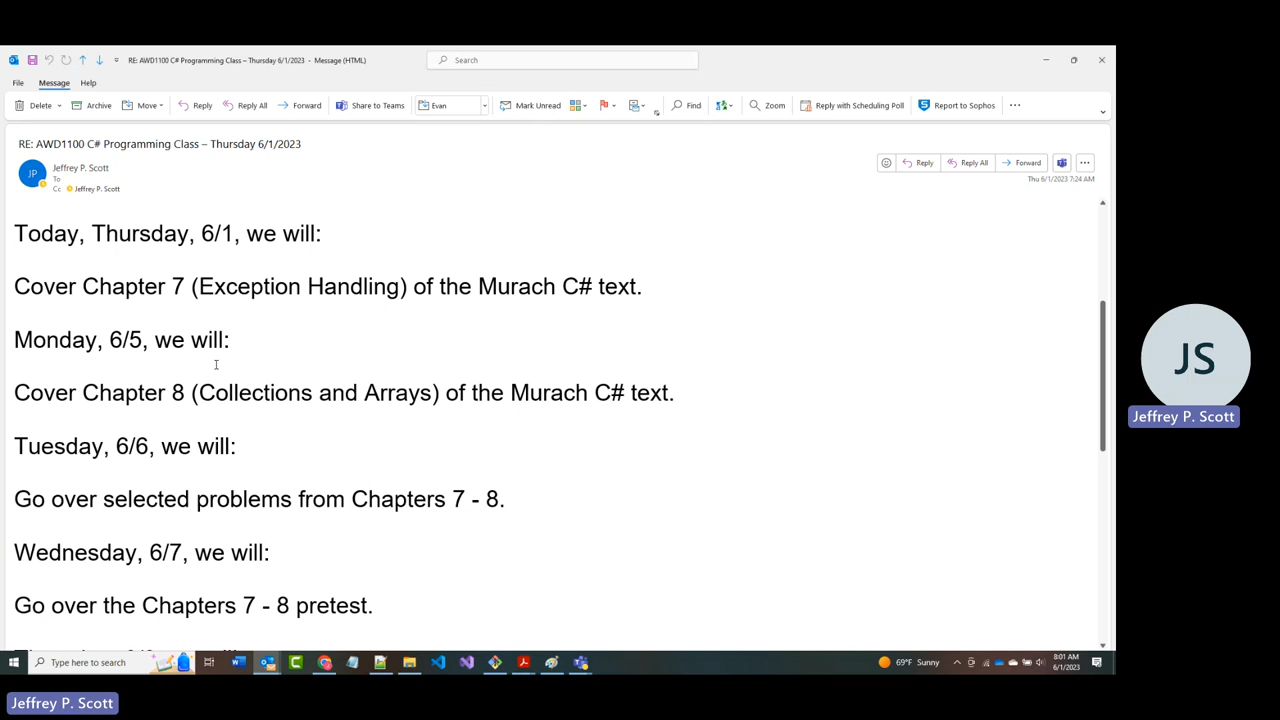 RE: AWD1100 C# Programming Class – Thursday 6/1/2023 - Message (HTML)
Search
File Message Help
Delete Archive Move Reply Reply All Forward Share to Teams Evan Mark Unread Find Zoom Reply with Scheduling Poll Report to Sophos
RE: AWD1100 C# Programming Class – Thursday 6/1/2023
JP
Jeffrey P. Scott
To
Cc Jeffrey P. Scott
Reply Reply All Forward
Thu 6/1/2023 7:24 AM
Today, Thursday, 6/1, we will:
Cover Chapter 7 (Exception Handling) of the Murach C# text.
Monday, 6/5, we will:
Cover Chapter 8 (Collections and Arrays) of the Murach C# text.
Tuesday, 6/6, we will:
Go over selected problems from Chapters 7 - 8.
Wednesday, 6/7, we will:
Go over the Chapters 7 - 8 pretest.
JS
Jeffrey P. Scott
Type here to search
69°F Sunny
8:01 AM
6/1/2023
Jeffrey P. Scott